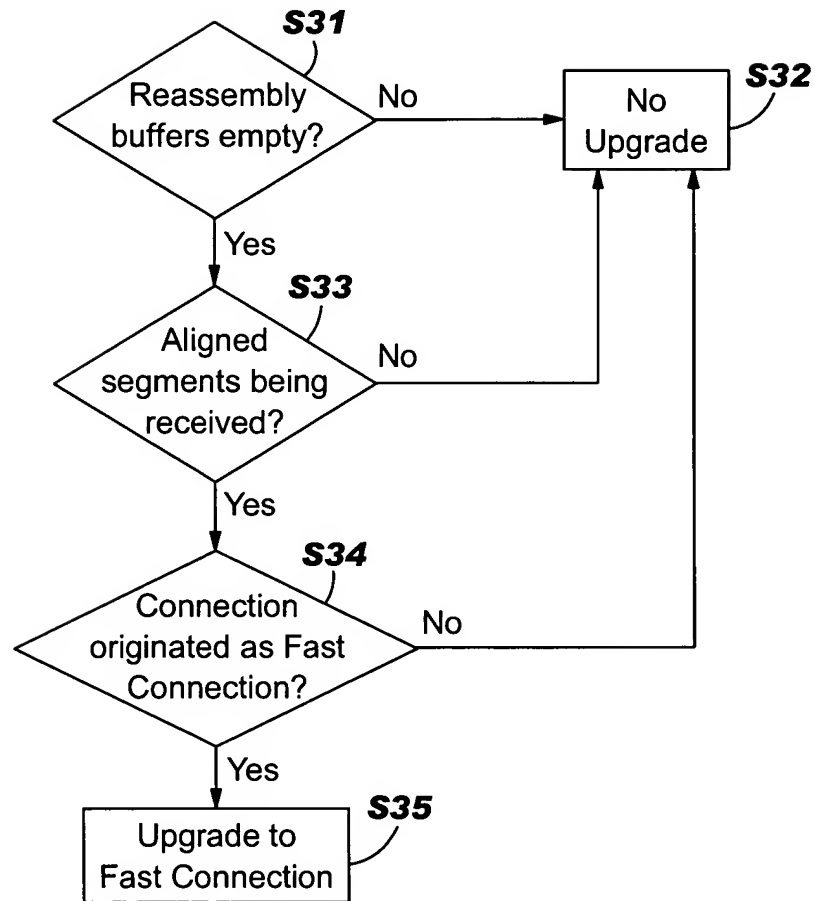 S31
Reassembly
buffers empty?
No
No
Upgrade
S32
Yes
S33
Aligned
segments being
received?
No
Yes
S34
Connection
originated as Fast
Connection?
No
Yes
S35
Upgrade to
Fast Connection